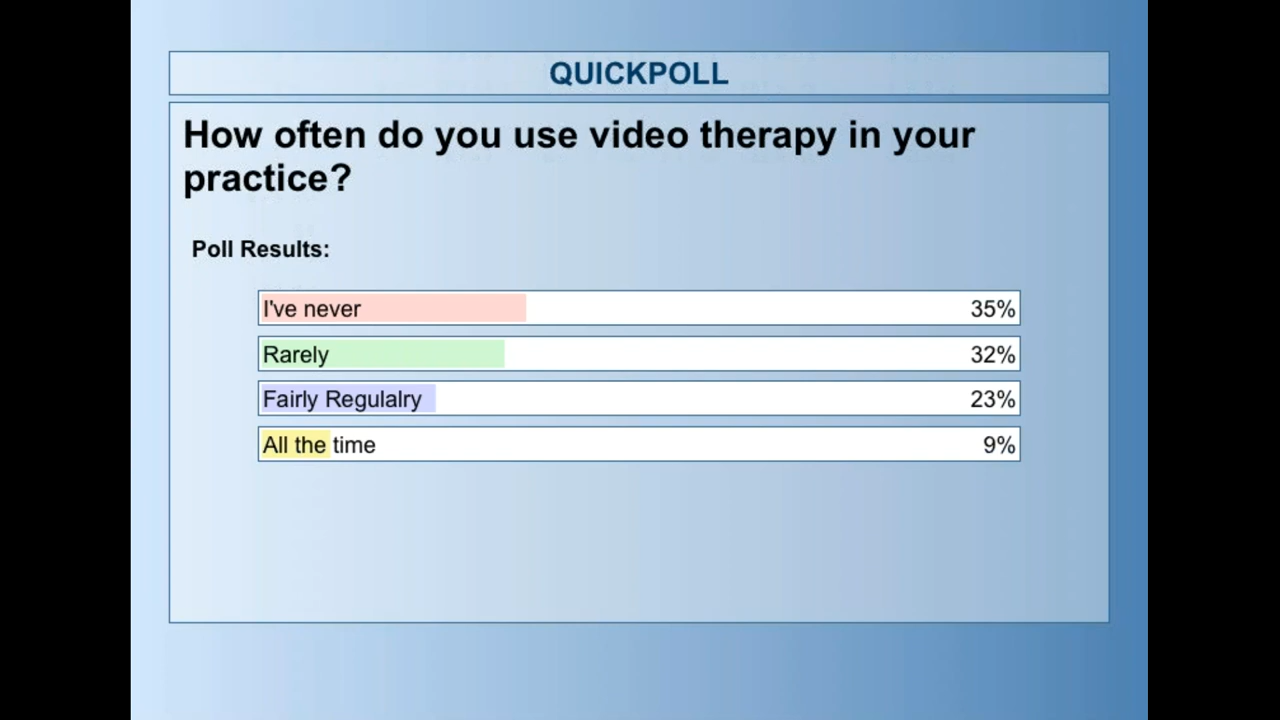 QUICKPOLL
How often do you use video therapy in your
practice?
Poll Results:
I've never 35%
Rarely 32%
Fairly Regulalry 23%
All the time 9%